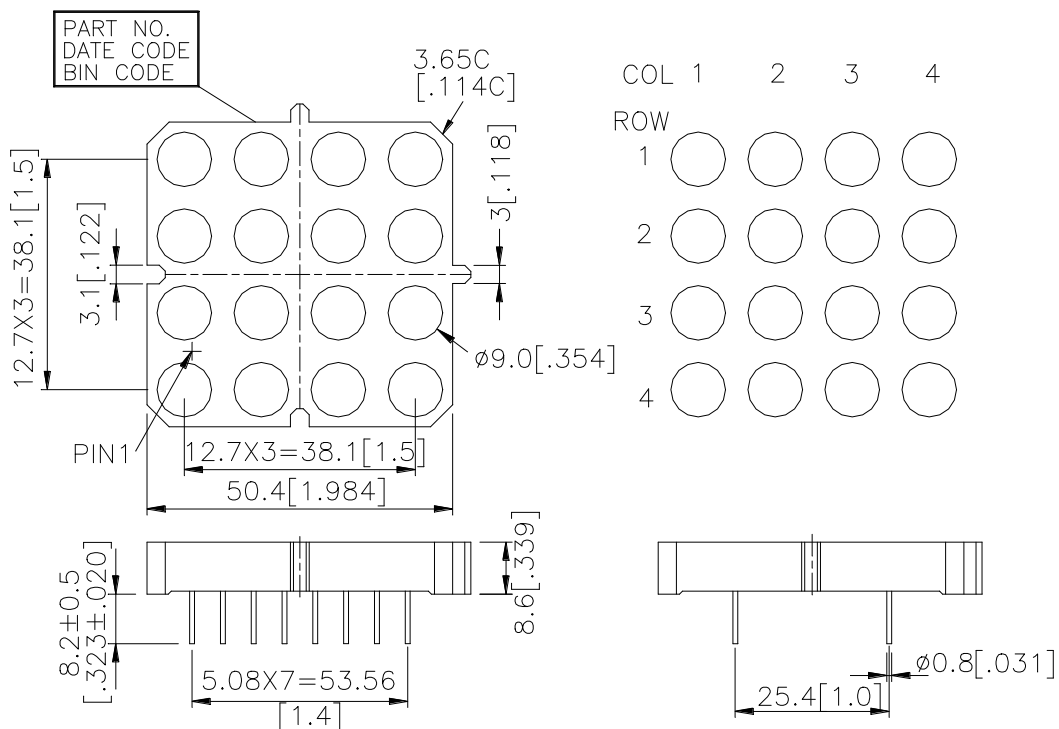 PART NO.
DATE CODE
BIN CODE
3.65C
[.114C]
12.7X3=38.1[1.5]
3.1[.122]
3[.118]
ø9.0[.354]
PIN1
12.7X3=38.1[1.5]
50.4[1.984]
COL 1 2 3 4
ROW
1
2
3
4
8.2±0.5
[.323±.020]
8.6[.339]
5.08X7=53.56
[1.4]
25.4[1.0]
ø0.8[.031]